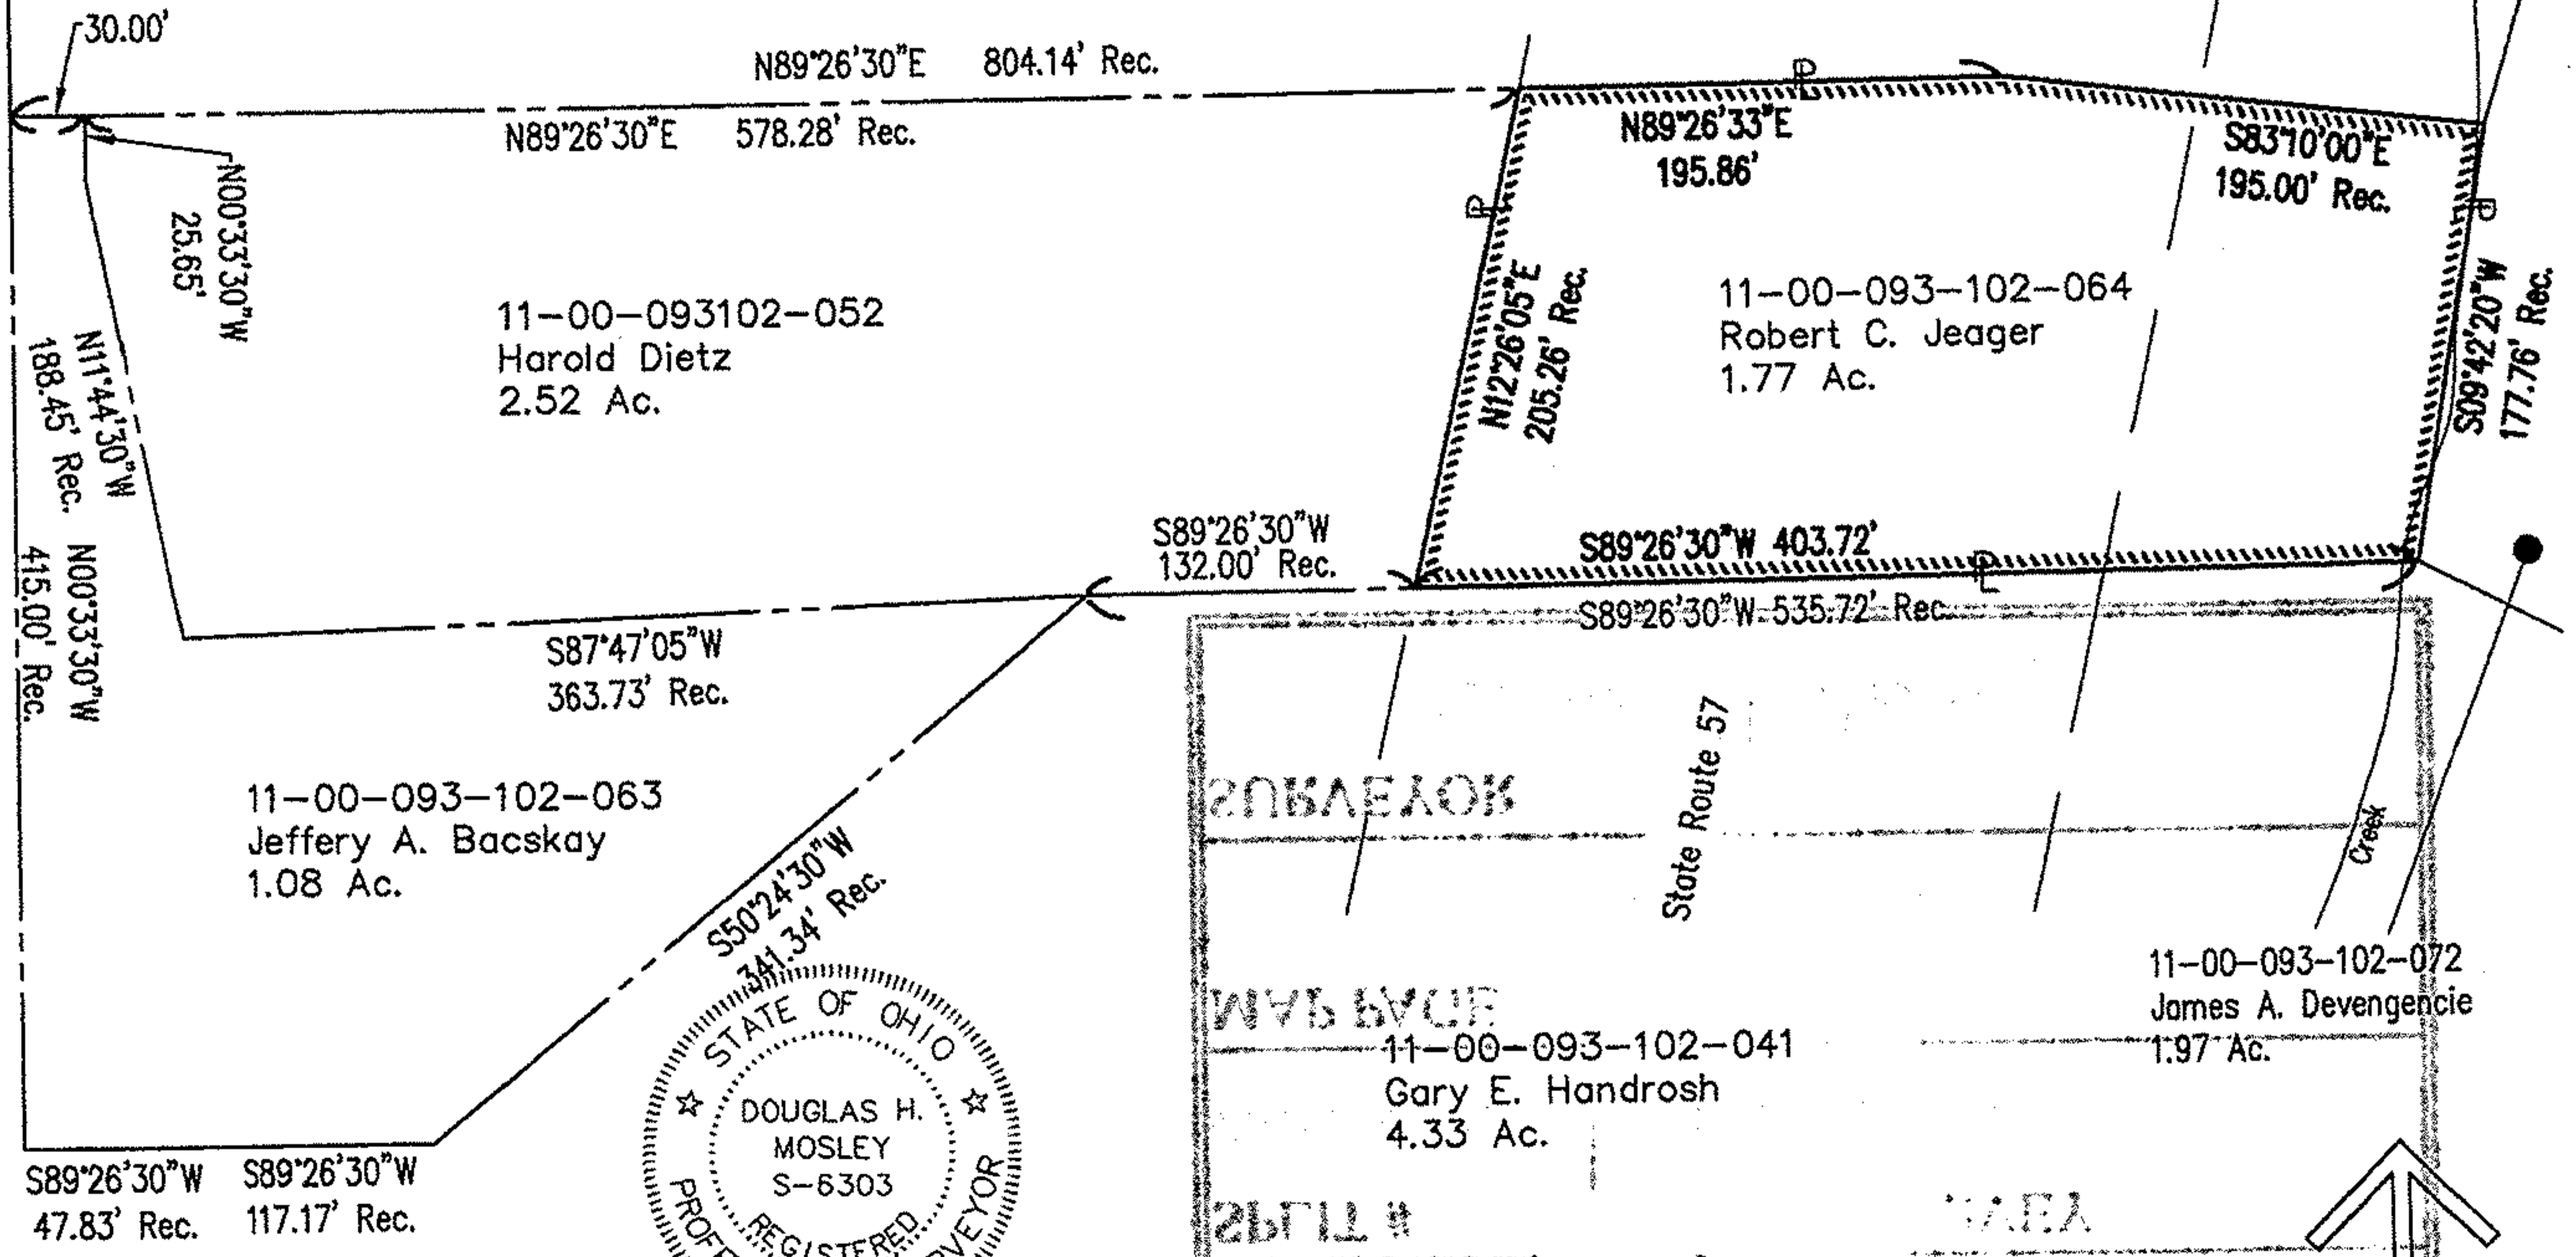 30.00'
N89°26'30"E 804.14' Rec.
N89°26'30"E 578.28' Rec.
N89°26'33"E
195.86'
S83°10'00"E
195.00' Rec.
N00°33'30"W
25.65'
11-00-093102-052
Harold Dietz
2.52 Ac.
N12°26'05"E
205.26' Rec.
11-00-093-102-064
Robert C. Jeager
1.77 Ac.
S09°42'20"W
177.76' Rec.
N11°44'30"W
188.45' Rec.
N00°33'30"W
415.00' Rec.
S89°26'30"W
132.00' Rec.
S89°26'30"W 403.72'
S89°26'30"W 535.72' Rec.
S87°47'05"W
363.73' Rec.
11-00-093-102-063
Jeffery A. Bacskay
1.08 Ac.
S50°24'30"W
341.34' Rec.
SURVEYOR
State Route 57
Creek
11-00-093-102-072
James A. Devengencie
1.97 Ac.
MAP PAGE
11-00-093-102-041
Gary E. Handrosh
4.33 Ac.
STATE OF OHIO
DOUGLAS H.
MOSLEY
S-6303
REGISTERED
S89°26'30"W S89°26'30"W
47.83' Rec. 117.17' Rec.
SPLIT #